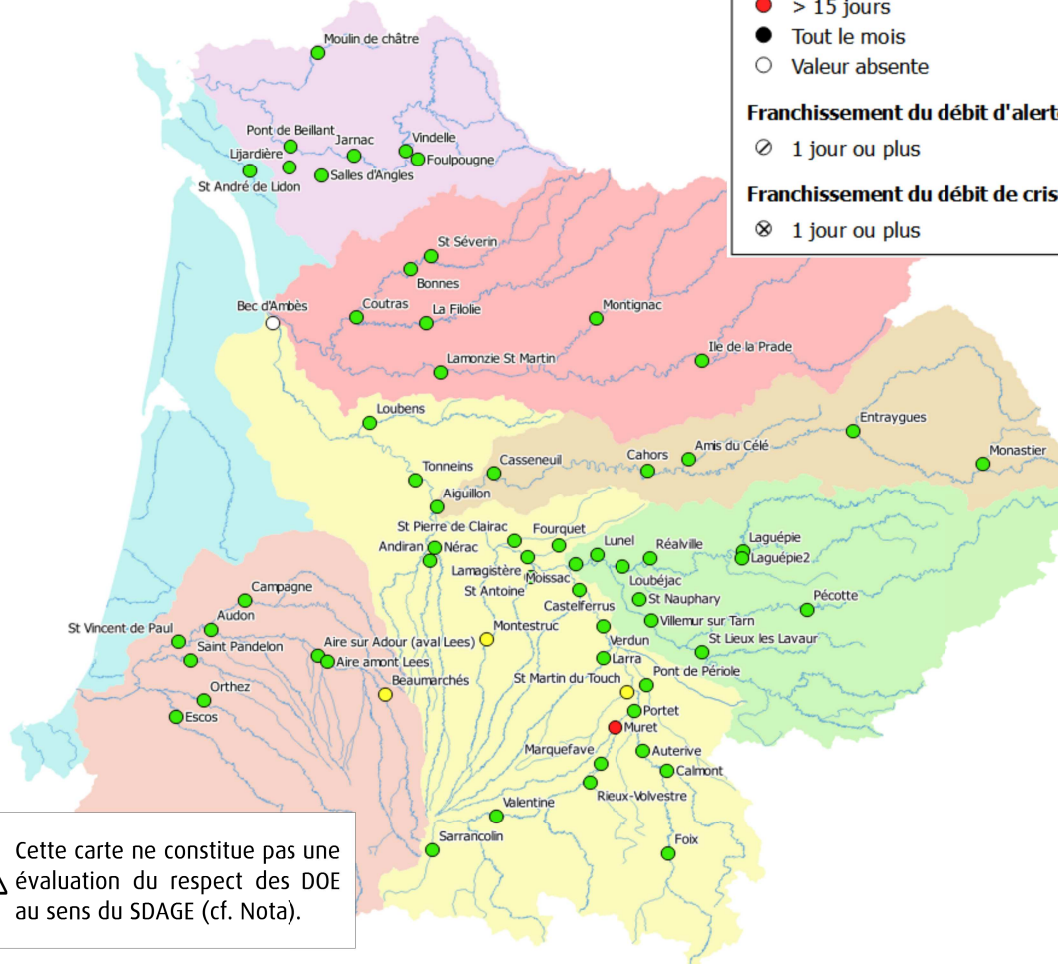 > 15 jours
Tout le mois
Valeur absente
Franchissement du débit d'alert
1 jour ou plus
Franchissement du débit de cris
1 jour ou plus
Moulin de châtre
Pont de Beillant
Jarnac
Vindelle
Lijardière
Foulpougne
Salles d'Angles
St André de Lidon
St Séverin
Bonnes
Bec d'Ambès
Coutras
La Filolie
Montignac
Ile de la Prade
Lamonzie St Martin
Loubens
Entraygues
Amis du Célé
Cahors
Monastier
Casseneuil
Tonneins
Aiguillon
St Pierre de Clairac
Fourquet
Andiran
Nérac
Lunel
Réalville
Laguépie
Laguépie2
Lamagistère
Moissac
Loubéjac
St Antoine
Castelferrus
St Nauphary
Pécotte
Campagne
Audon
Villemur sur Tarn
Montestruc
St Vincent de Paul
Saint Pandelon
Aire sur Adour (aval Lees)
Aire amont Lees
Verdun
St Lieux les Lavaur
Larra
Beaumarchés
St Martin du Touch
Pont de Périole
Orthez
Escos
Portet
Muret
Marquefave
Auterive
Calmont
Rieux-Volvestre
Valentine
Sarrancolin
Foix
Cette carte ne constitue pas une
évaluation du respect des DOE
au sens du SDAGE (cf. Nota).